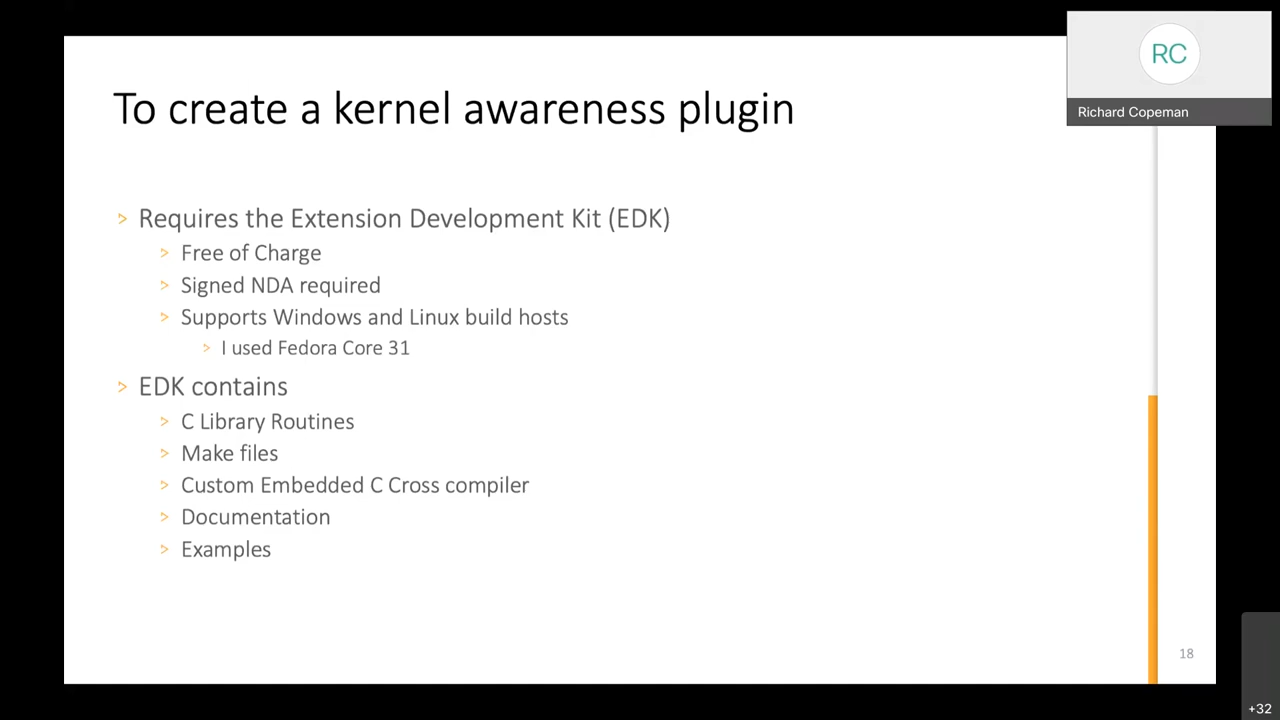 RC
Richard Copeman
To create a kernel awareness plugin
> Requires the Extension Development Kit (EDK)
> Free of Charge
> Signed NDA required
> Supports Windows and Linux build hosts
> I used Fedora Core 31
> EDK contains
> C Library Routines
> Make files
> Custom Embedded C Cross compiler
> Documentation
> Examples
18
+32